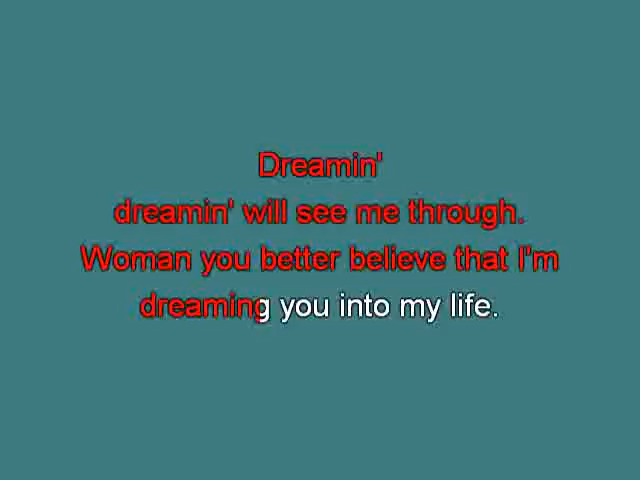 Dreamin'
dreamin' will see me through.
Woman you better believe that I'm
dreaming you into my life.